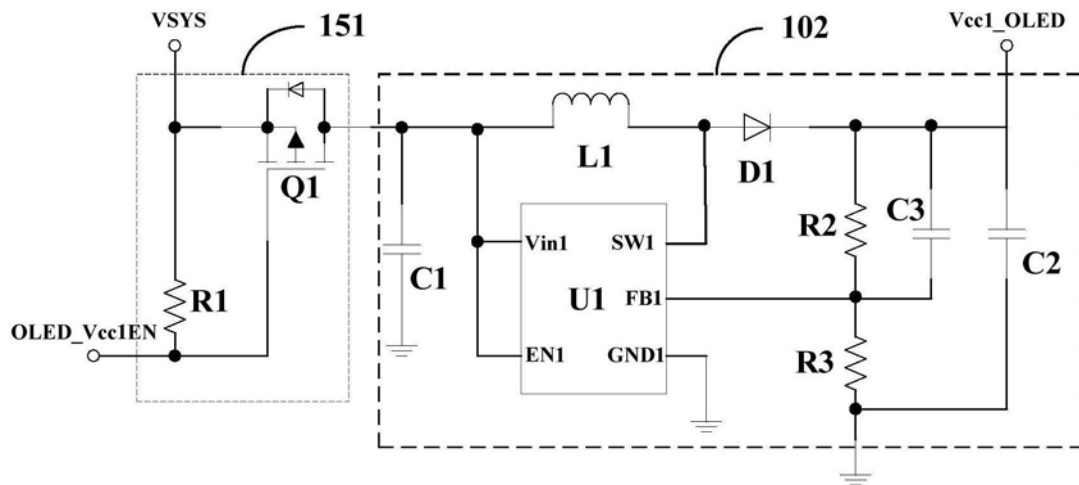 VSYS
151
102
Vcc1_OLED
Q1
L1
D1
R1
C1
Vin1
SW1
R2
C3
C2
U1
FB1
OLED_Vcc1EN
EN1
GND1
R3